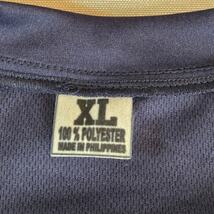 XL
100 % POLYESTER
MADE IN PHILIPPINES